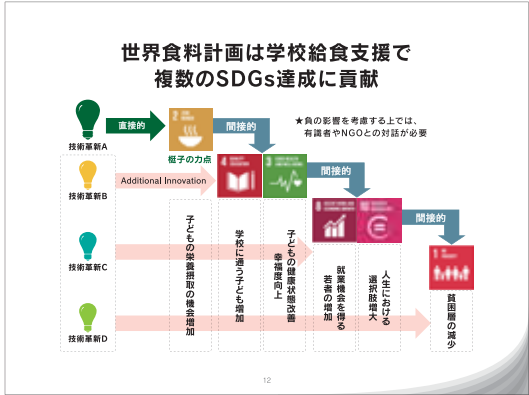 世界食料計画は学校給食支援で
複数のSDGs達成に貢献
技術革新A
直接的
2
梃子の力点
間接的
★負の影響を考慮する上では、
有識者やNGOとの対話が必要
技術革新B
Additional Innovation
4
3
間接的
8
10
間接的
1
技術革新C
技術革新D
子どもの栄養摂取の機会増加
学校に通う子ども増加
子どもの健康状態改善
幸福度向上
就業機会を得る
若者の増加
人生における
選択肢増大
貧困層の減少
12